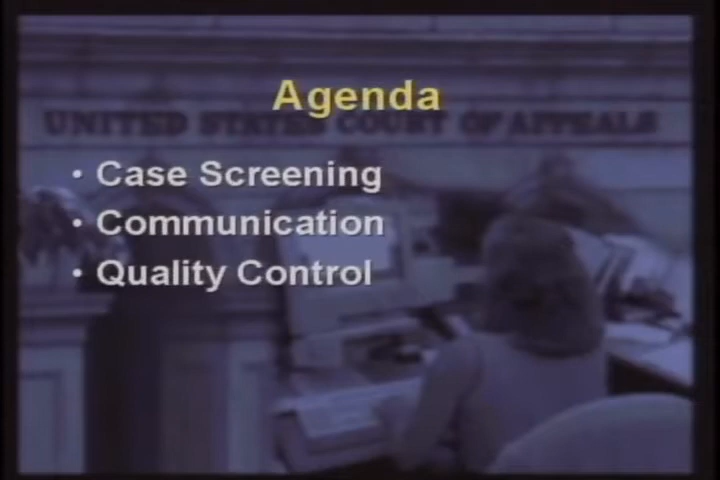 Agenda
UNITED STATES COURT OF APPEALS
• Case Screening
• Communication
• Quality Control